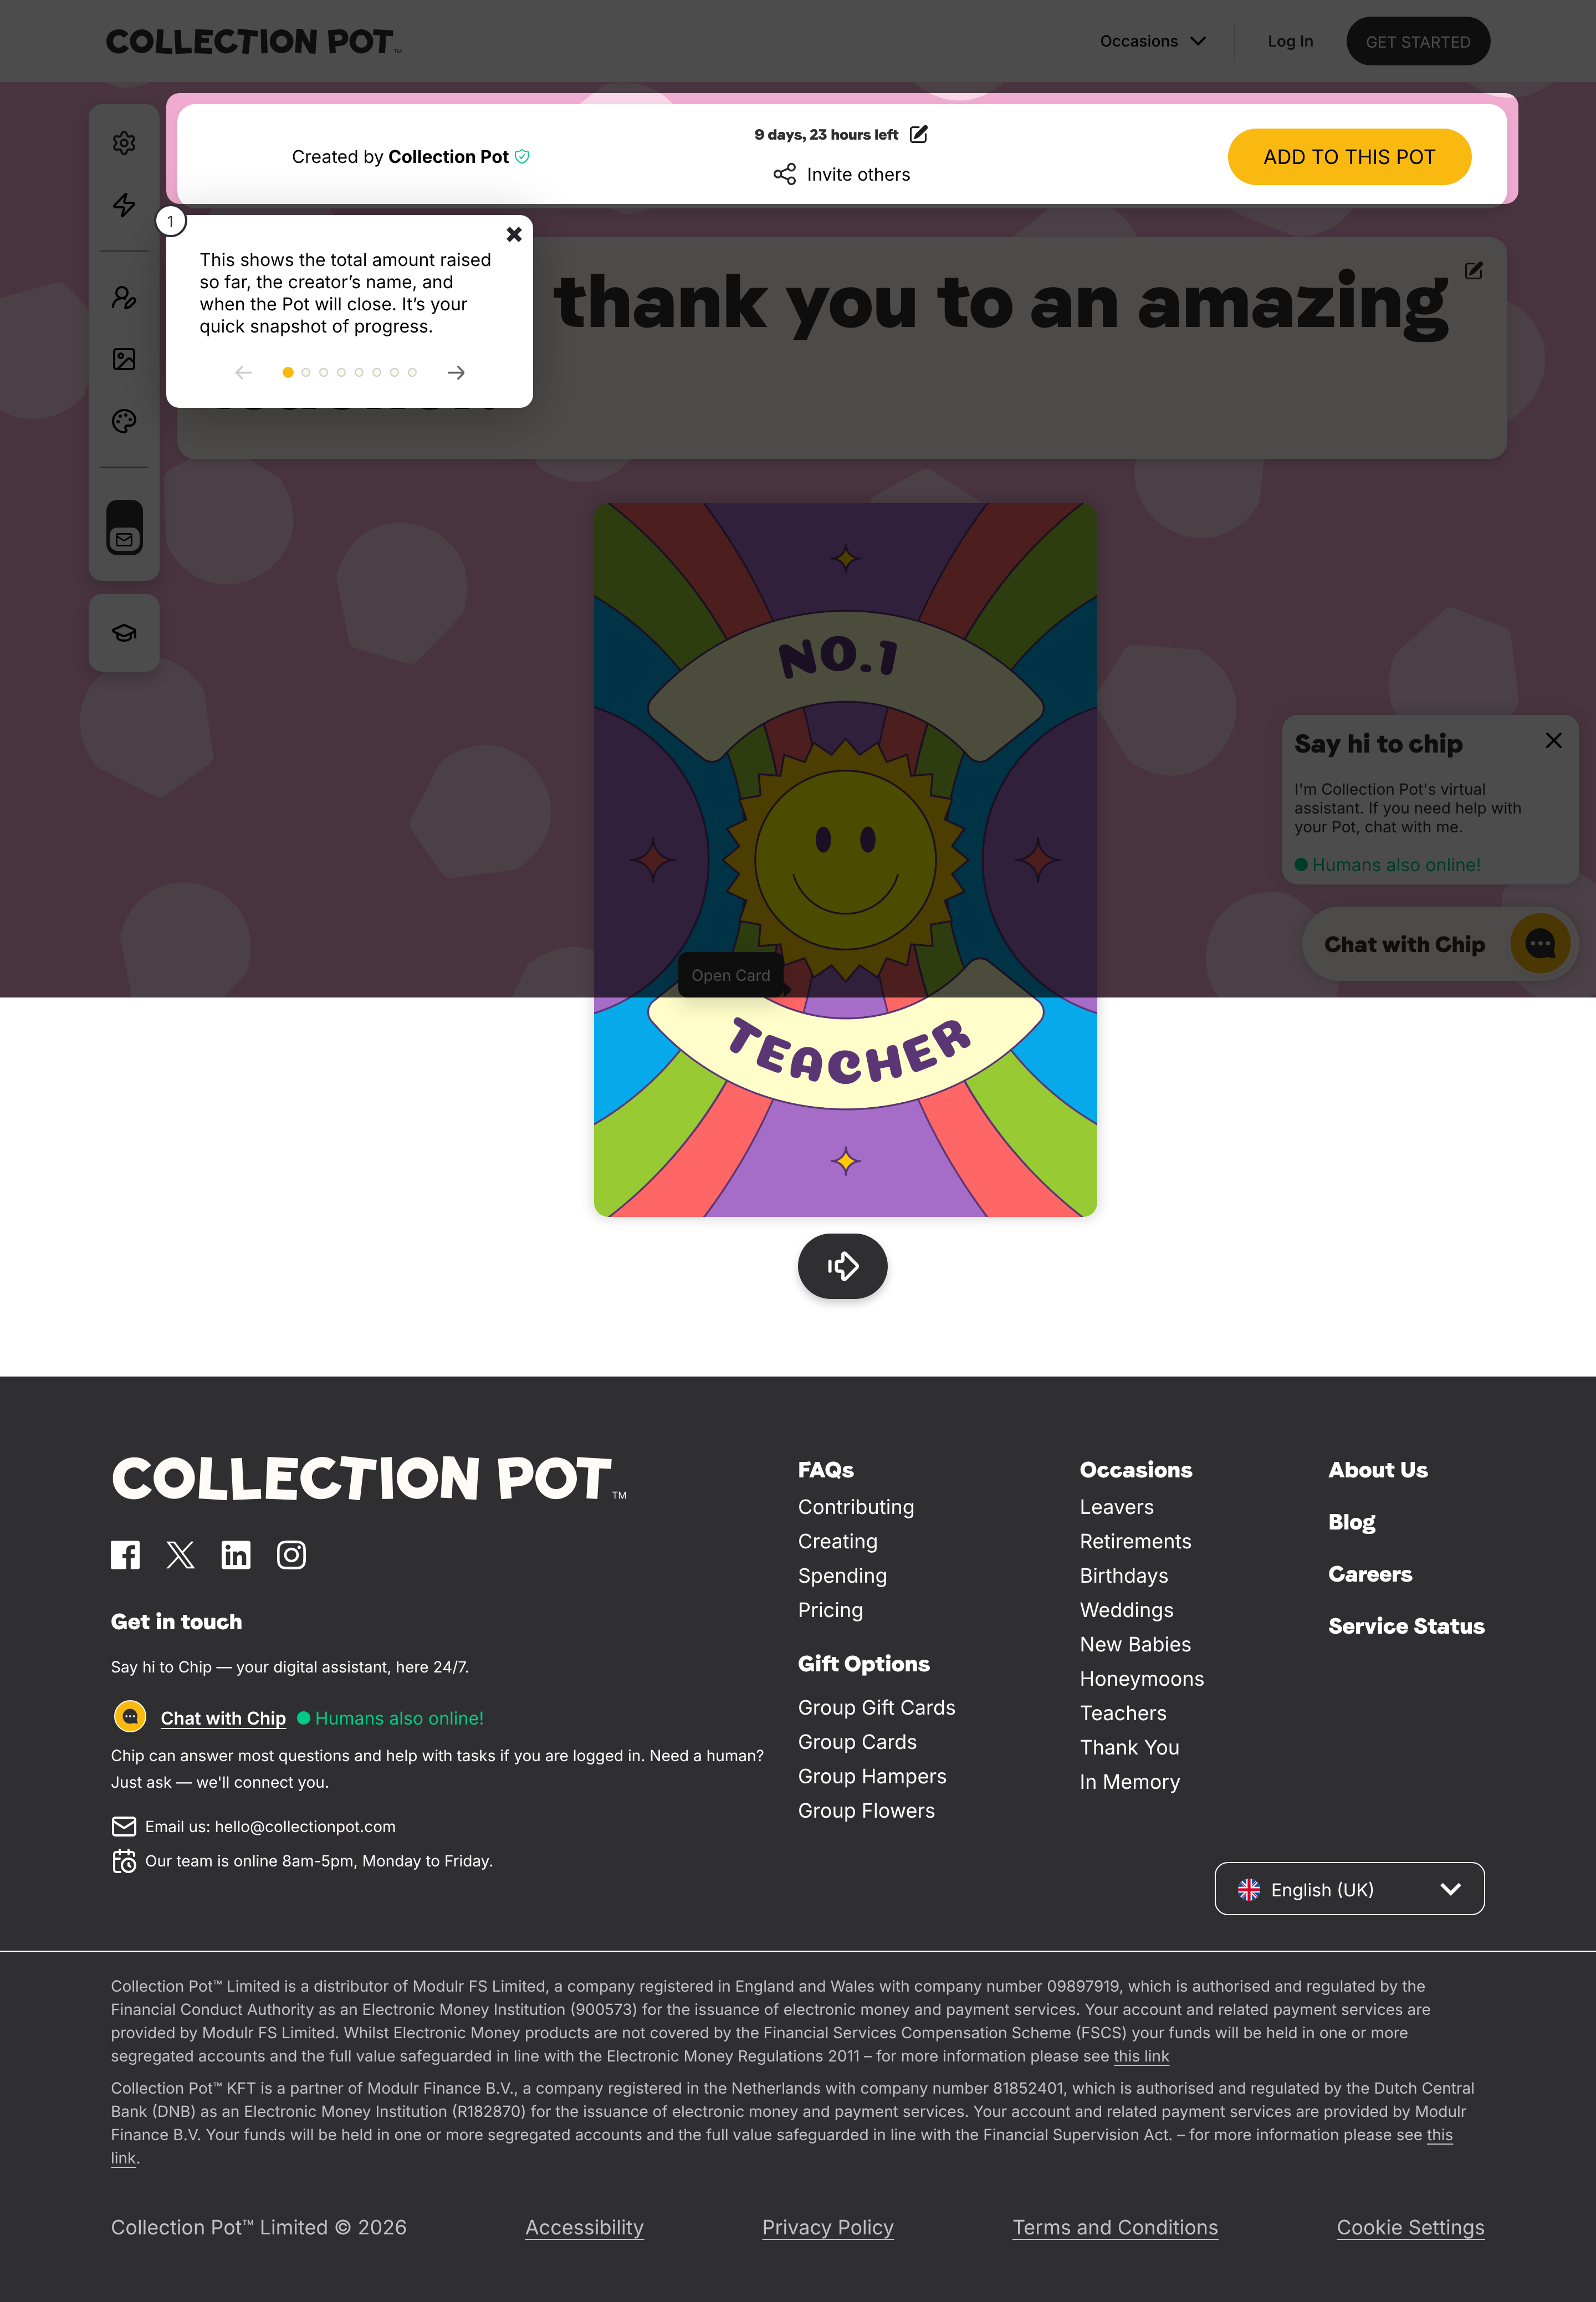 COLLECTION POT™
Occasions
Log In
GET STARTED
Created by Collection Pot
9 days, 23 hours left
Invite others
ADD TO THIS POT
1
This shows the total amount raised
so far, the creator’s name, and
when the Pot will close. It’s your
quick snapshot of progress.
thank you to an amazing
NO.1
TEACHER
Open Card
Say hi to chip
I'm Collection Pot's virtual
assistant. If you need help with
your Pot, chat with me.
Humans also online!
Chat with Chip
COLLECTION POT™
Get in touch
Say hi to Chip — your digital assistant, here 24/7.
Chat with Chip
Humans also online!
Chip can answer most questions and help with tasks if you are logged in. Need a human?
Just ask — we'll connect you.
Email us: hello@collectionpot.com
Our team is online 8am-5pm, Monday to Friday.
FAQs
Contributing
Creating
Spending
Pricing
Gift Options
Group Gift Cards
Group Cards
Group Hampers
Group Flowers
Occasions
Leavers
Retirements
Birthdays
Weddings
New Babies
Honeymoons
Teachers
Thank You
In Memory
About Us
Blog
Careers
Service Status
English (UK)
Collection Pot™ Limited is a distributor of Modulr FS Limited, a company registered in England and Wales with company number 09897919, which is authorised and regulated by the
Financial Conduct Authority as an Electronic Money Institution (900573) for the issuance of electronic money and payment services. Your account and related payment services are
provided by Modulr FS Limited. Whilst Electronic Money products are not covered by the Financial Services Compensation Scheme (FSCS) your funds will be held in one or more
segregated accounts and the full value safeguarded in line with the Electronic Money Regulations 2011 – for more information please see this link
Collection Pot™ KFT is a partner of Modulr Finance B.V., a company registered in the Netherlands with company number 81852401, which is authorised and regulated by the Dutch Central
Bank (DNB) as an Electronic Money Institution (R182870) for the issuance of electronic money and payment services. Your account and related payment services are provided by Modulr
Finance B.V. Your funds will be held in one or more segregated accounts and the full value safeguarded in line with the Financial Supervision Act. – for more information please see this
link.
Collection Pot™ Limited © 2026
Accessibility
Privacy Policy
Terms and Conditions
Cookie Settings